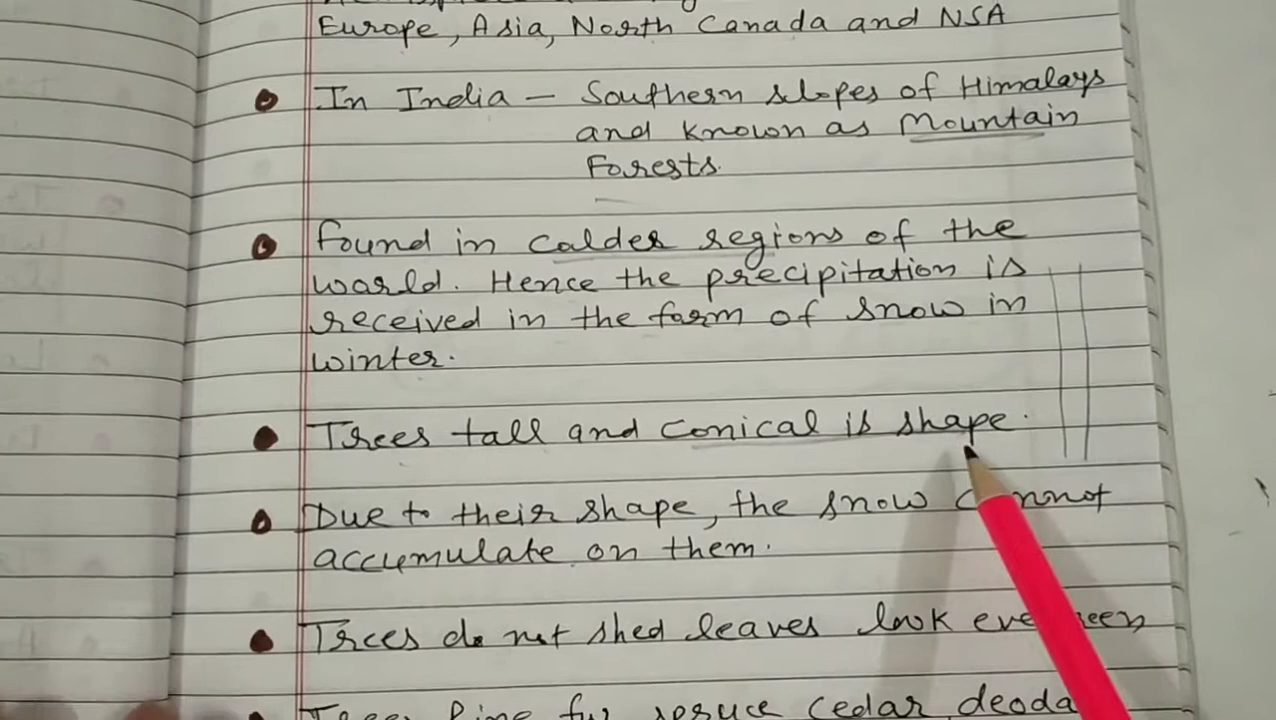 Europe, Asia, North Canada and NSA
In India – Southern slopes of Himalays
and known as Mountain
Forests.
found in colder regions of the
world. Hence the precipitation is
received in the form of snow in
winter.
Trees tall and conical is shape.
Due to their shape, the snow cannot
accumulate on them.
Trees do not shed leaves look
spruce cedar